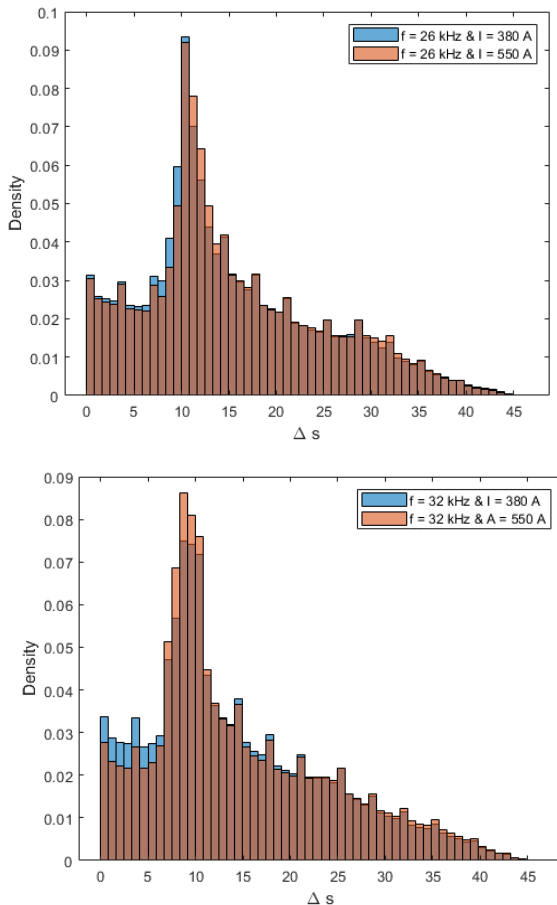 0.1
0.09
0.08
0.07
0.06
0.05
0.04
0.03
0.02
0.01
0
Density
f = 26 kHz & I = 380 A
f = 26 kHz & I = 550 A
0 5 10 15 20 25 30 35 40 45
Δ s
0.09
0.08
0.07
0.06
0.05
0.04
0.03
0.02
0.01
0
Density
f = 32 kHz & I = 380 A
f = 32 kHz & A = 550 A
0 5 10 15 20 25 30 35 40 45
Δ s